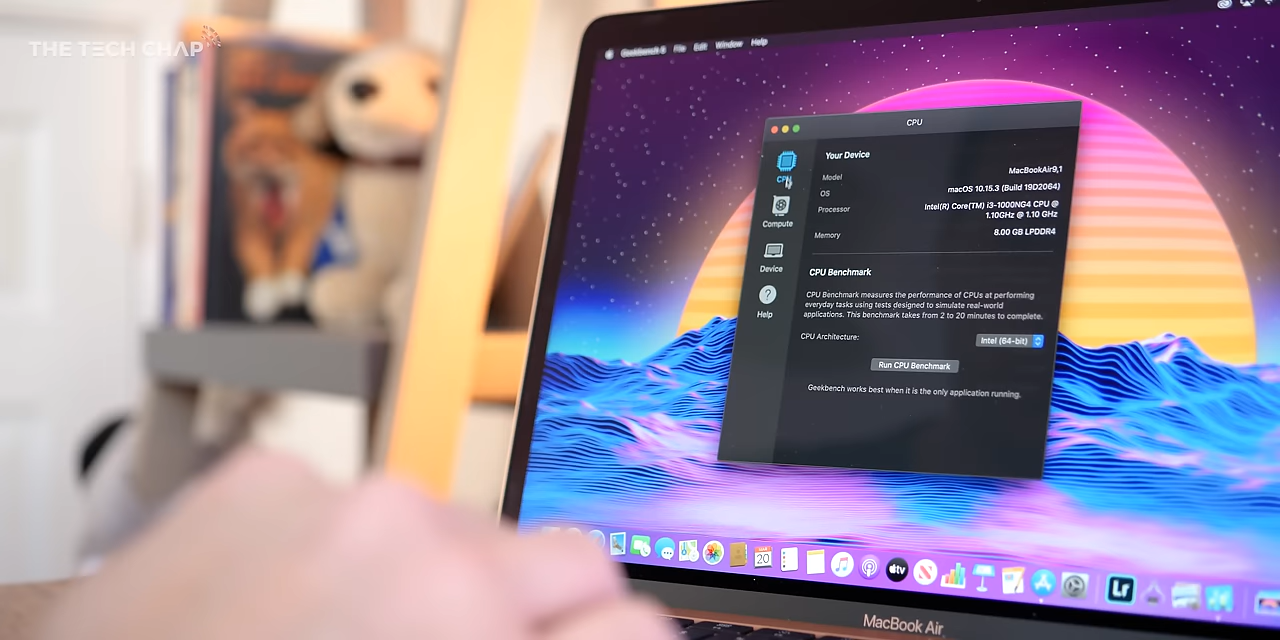 THE TECH CHAP
Geekbench 5 File Edit Window Help
CPU
CPU
Compute
Device
Help
Your Device
Model MacBookAir9,1
OS macOS 10.15.3 (Build 19D2064)
Processor Intel(R) Core(TM) i3-1000NG4 CPU @
1.10GHz @ 1.10 GHz
Memory 8.00 GB LPDDR4
CPU Benchmark
CPU Benchmark measures the performance of CPUs at performing
everyday tasks using tests designed to simulate real-world
applications. This benchmark takes from 2 to 20 minutes to complete.
CPU Architecture: Intel (64-bit)
Run CPU Benchmark
Geekbench works best when it is the only application running.
20
tv
Lr
MacBook Air